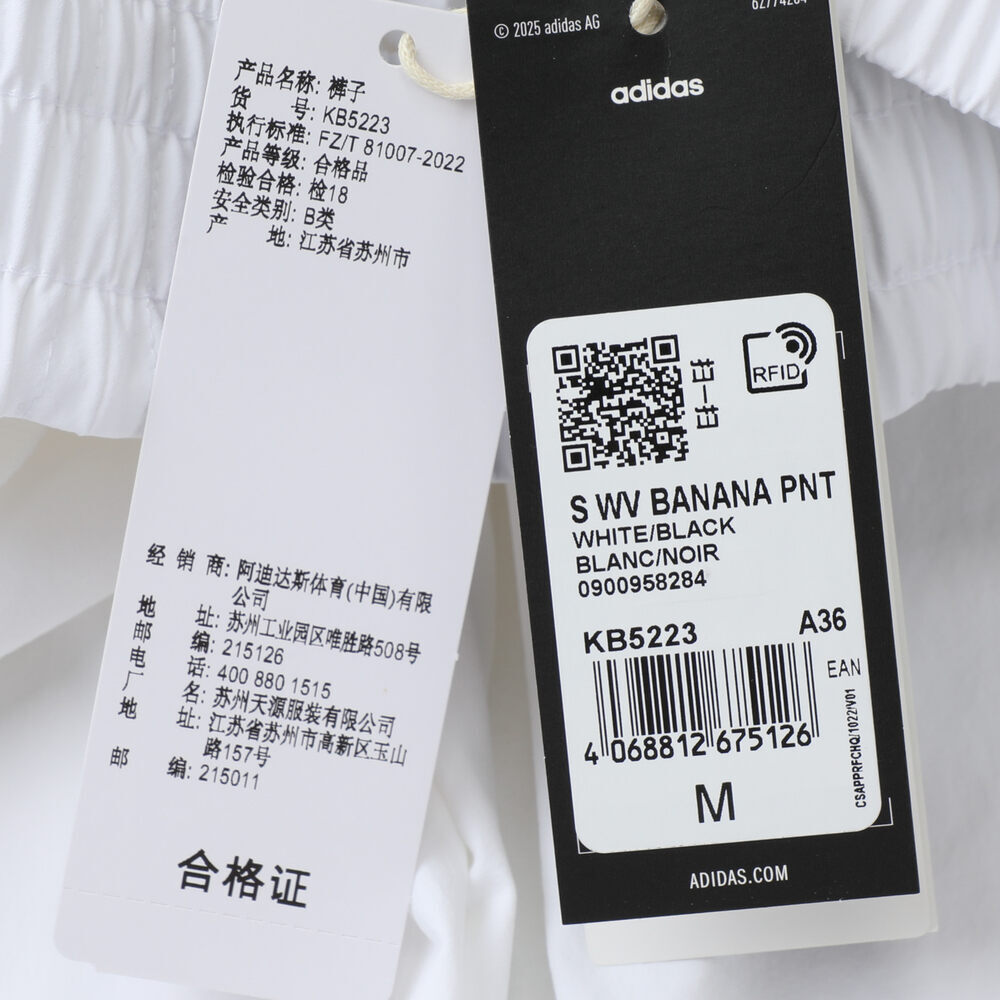 产品名称: 裤子
货 号: KB5223
执行标准: FZ/T 81007-2022
产品等级: 合格品
检验合格: 检18
安全类别: B类
产 地: 江苏省苏州市
经 销 商: 阿迪达斯体育(中国)有限
公司
地 址: 苏州工业园区唯胜路508号
邮 编: 215126
电 话: 400 880 1515
厂 名: 苏州天源服装有限公司
地 址: 江苏省苏州市高新区玉山
路157号
邮 编: 215011
合格证
© 2025 adidas AG
adidas
扫一扫
RFID
S WV BANANA PNT
WHITE/BLACK
BLANC/NOIR
0900958284
KB5223 A36
EAN
4 068812 675126
CSAPPRFCHQ/1022/V01
M
ADIDAS.COM